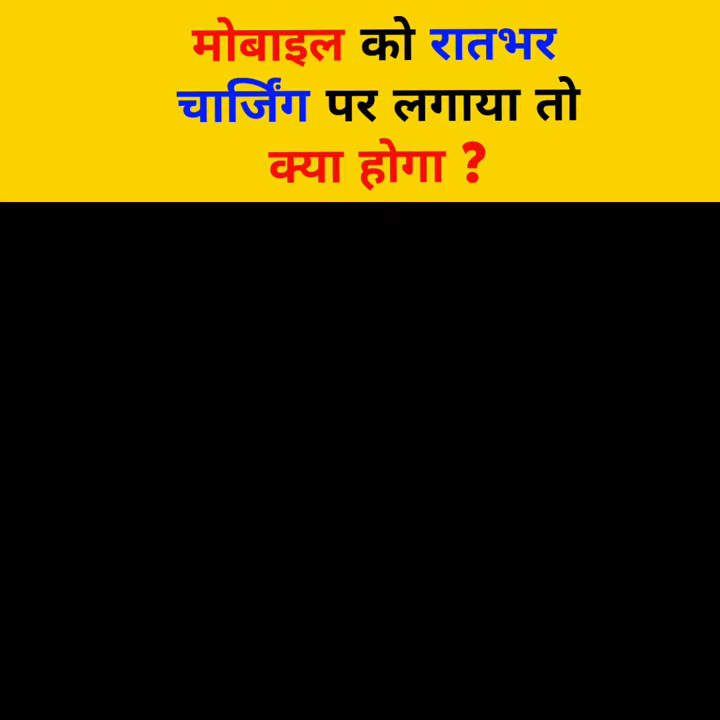 मोबाइल को रातभर
चार्जिंग पर लगाया तो
क्या होगा ?